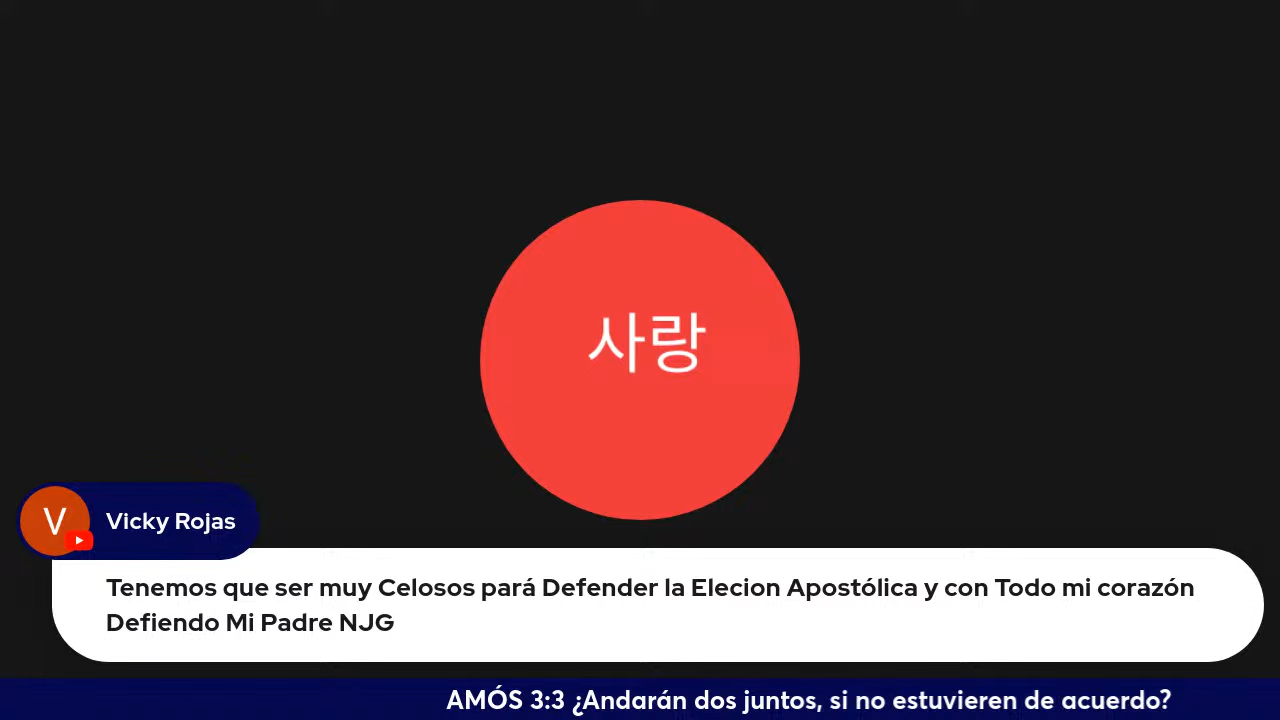 사랑
V
Vicky Rojas
Tenemos que ser muy Celosos pará Defender la Elecion Apostólica y con Todo mi corazón
Defiendo Mi Padre NJG
AMÓS 3:3 ¿Andarán dos juntos, si no estuvieren de acuerdo?